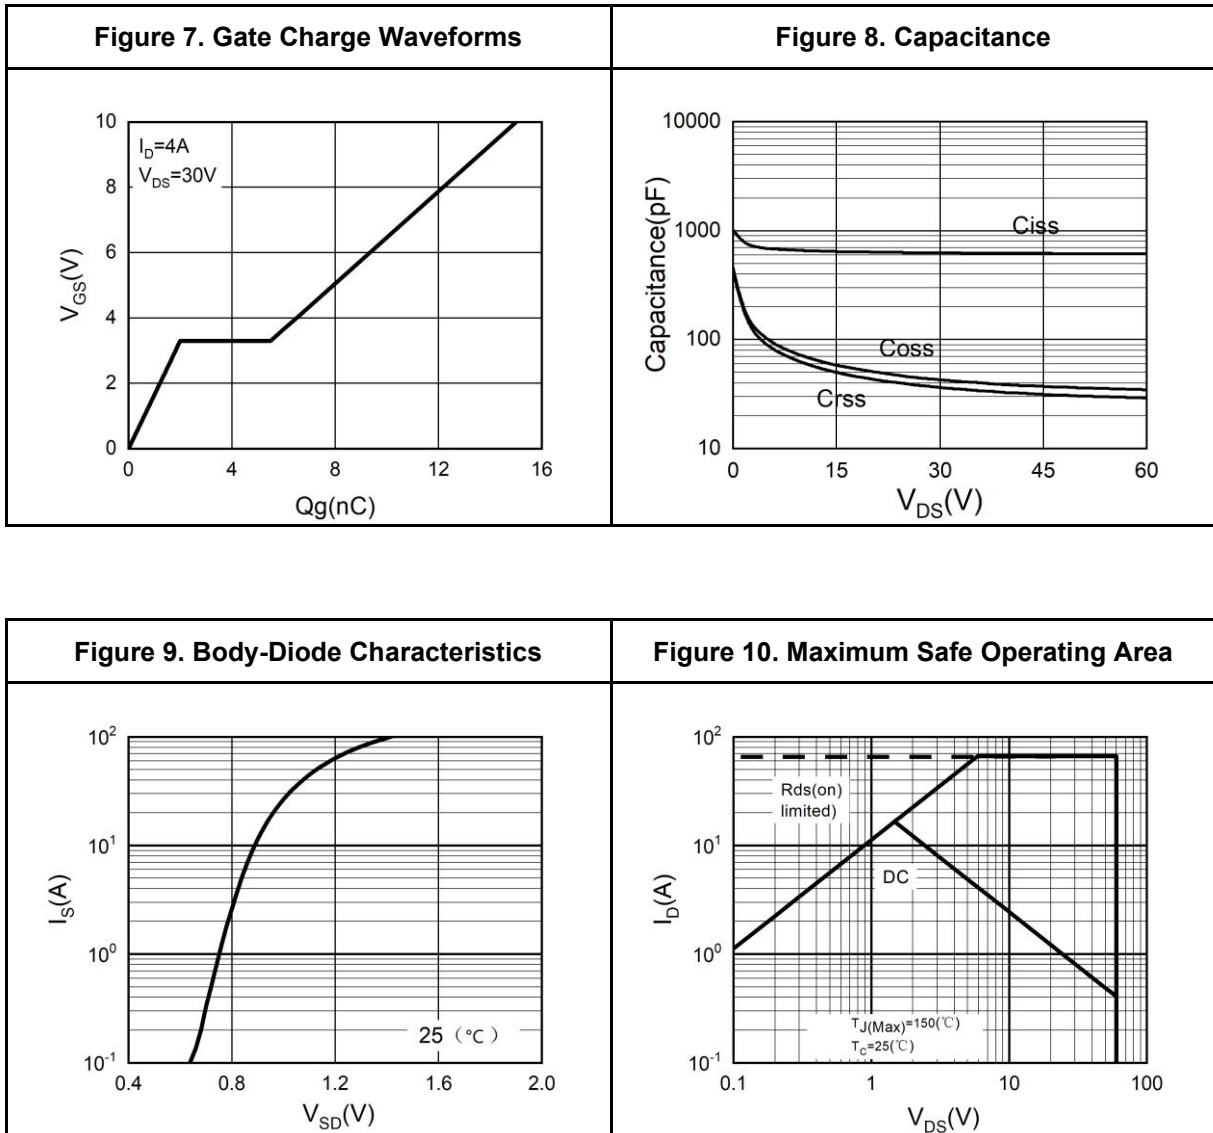 Figure 7. Gate Charge Waveforms
Figure 8. Capacitance
10
8
6
4
2
0
V_GS(V)
I_D=4A
V_DS=30V
0 4 8 12 16
Qg(nC)
10000
1000
100
10
Capacitance(pF)
Ciss
Coss
Crss
0 15 30 45 60
V_DS(V)
Figure 9. Body-Diode Characteristics
Figure 10. Maximum Safe Operating Area
10^2
10^1
10^0
10^-1
I_S(A)
25（℃）
0.4 0.8 1.2 1.6 2.0
V_SD(V)
10^2
10^1
10^0
10^-1
I_D(A)
Rds(on)
limited)
DC
T_J(Max)=150(℃)
T_C=25(℃)
0.1 1 10 100
V_DS(V)